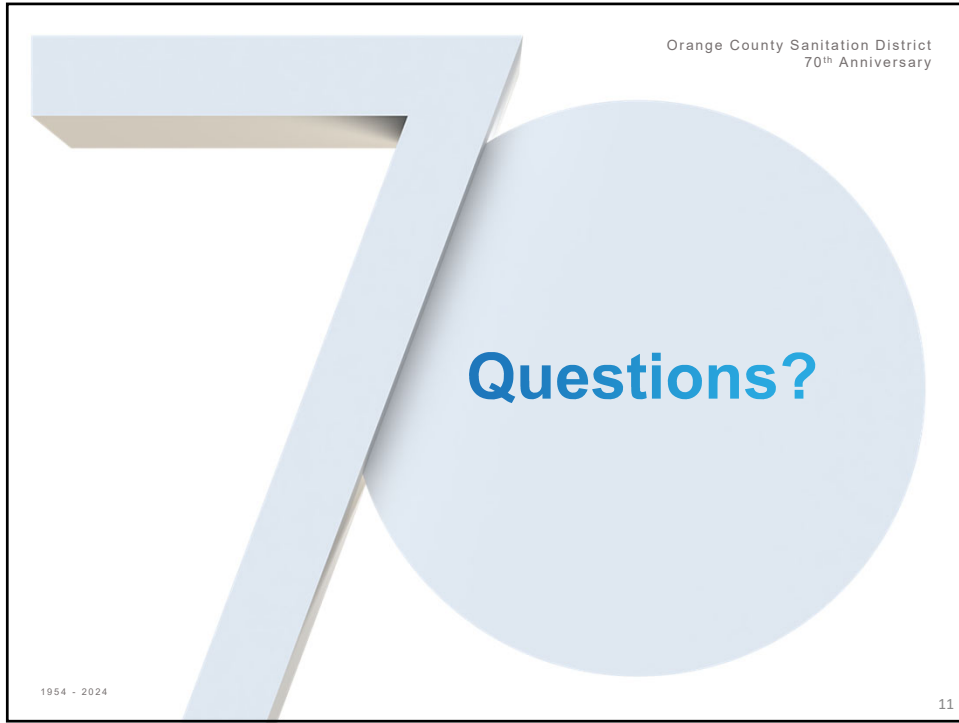 Orange County Sanitation District
70th Anniversary
Questions?
1954 - 2024
11